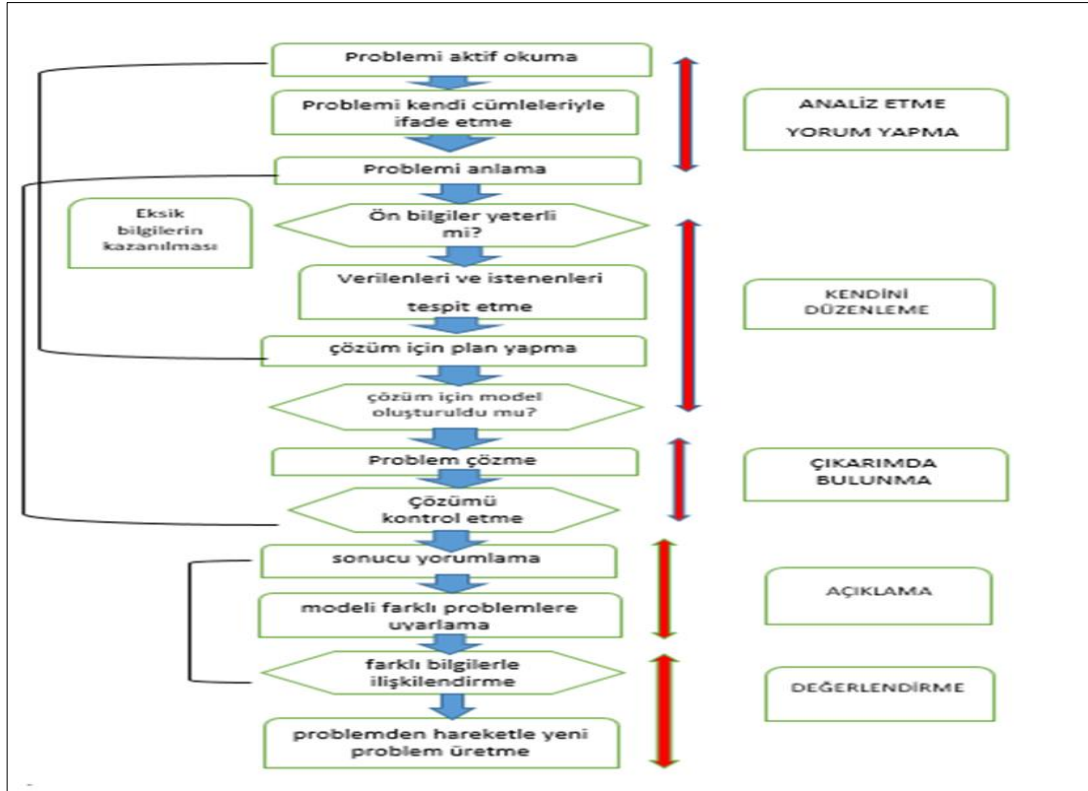 Problemi aktif okuma
Problemi kendi cümleleriyle
ifade etme
Problemi anlama
Ön bilgiler yeterli
mi?
Verilenleri ve istenenleri
tespit etme
çözüm için plan yapma
çözüm için model
oluşturuldu mu?
Problem çözme
Çözümü
kontrol etme
sonucu yorumlama
modeli farklı problemlere
uyarlama
farklı bilgilerle
ilişkilendirme
problemden hareketle yeni
problem üretme
Eksik
bilgilerin
kazanılması
ANALİZ ETME
YORUM YAPMA
KENDİNİ
DÜZENLEME
ÇIKARIMDA
BULUNMA
AÇIKLAMA
DEĞERLENDİRME